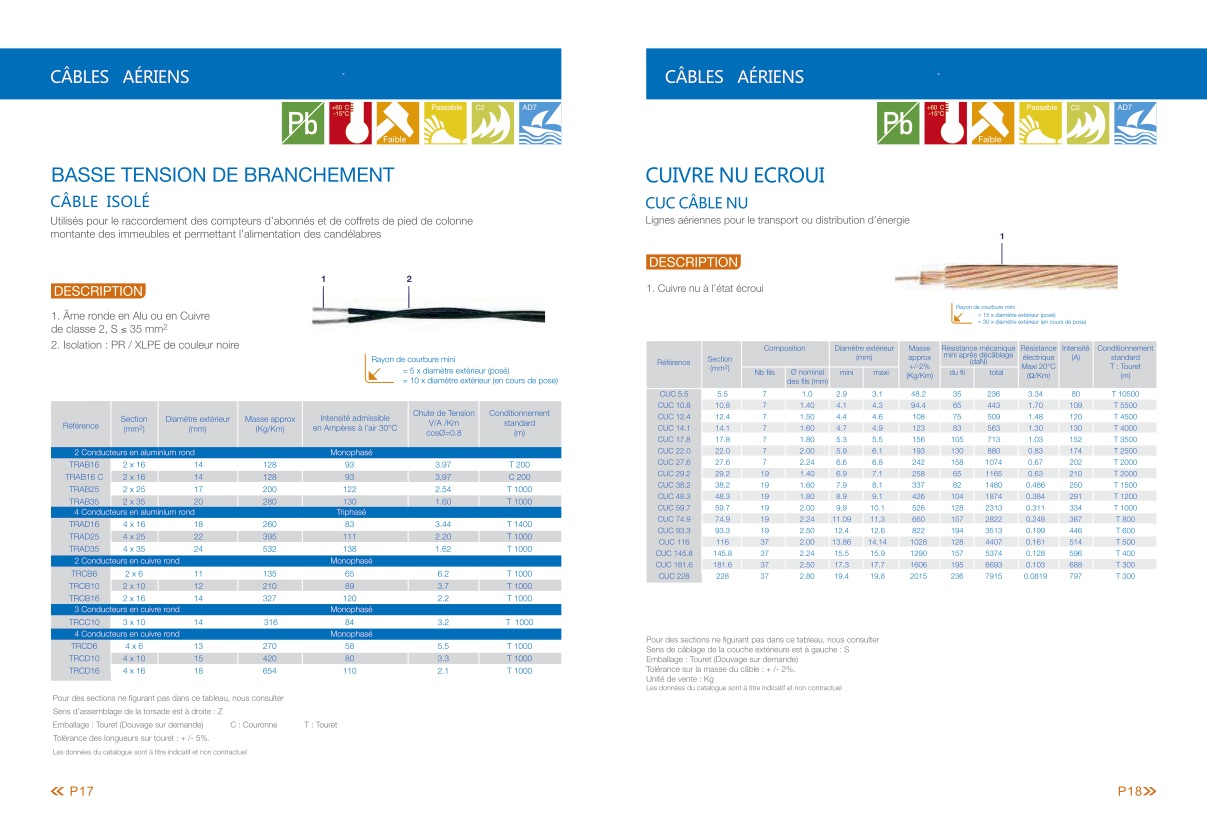 CÂBLES AÉRIENS
-
Pb
+60 C
-15°C
Faible
Passable
C2
AD7
BASSE TENSION DE BRANCHEMENT
CÂBLE ISOLÉ
Utilisés pour le raccordement des compteurs d'abonnés et de coffrets de pied de colonne
montante des immeubles et permettant l'alimentation des candélabres
DESCRIPTION
1. Âme ronde en Alu ou en Cuivre
de classe 2, S ≤ 35 mm²
2. Isolation : PR / XLPE de couleur noire
1 2
Rayon de courbure mini
= 5 x diamètre extérieur (posé)
= 10 x diamètre extérieur (en cours de pose)
Référence | Section (mm²) | Diamètre extérieur (mm) | Masse approx (Kg/Km) | Intensité admissible en Ampères à l'air 30°C | Chute de Tension V/A /Km cosØ=0.8 | Conditionnement standard (m)
2 Conducteurs en aluminium rond Monophasé
TRAB16 2 x 16 14 128 93 3.97 T 200
TRAB16 C 2 x 16 14 128 93 3,97 C 200
TRAB25 2 x 25 17 200 122 2.54 T 1000
TRAB35 2 x 35 20 280 130 1.60 T 1000
4 Conducteurs en aluminium rond Triphasé
TRAD16 4 x 16 18 260 83 3.44 T 1400
TRAD25 4 x 25 22 395 111 2.20 T 1000
TRAD35 4 x 35 24 532 138 1.62 T 1000
2 Conducteurs en cuivre rond Monophasé
TRCB6 2 x 6 11 135 65 6.2 T 1000
TRCB10 2 x 10 12 210 89 3.7 T 1000
TRCB16 2 x 16 14 327 120 2.2 T 1000
3 Conducteurs en cuivre rond Monophasé
TRCC10 3 x 10 14 316 84 3.2 T 1000
4 Conducteurs en cuivre rond Monophasé
TRCD6 4 x 6 13 270 58 5.5 T 1000
TRCD10 4 x 10 15 420 80 3.3 T 1000
TRCD16 4 x 16 18 654 110 2.1 T 1000
Pour des sections ne figurant pas dans ce tableau, nous consulter
Sens d'assemblage de la torsade est à droite : Z
Emballage : Touret (Douvage sur demande) C : Couronne T : Touret
Tolérance des longueurs sur touret : + /- 5%.
Les données du catalogue sont à titre indicatif et non contractuel
P17
CÂBLES AÉRIENS
-
Pb
+60 C
-15°C
Faible
Passable
C2
AD7
CUIVRE NU ECROUI
CUC CÂBLE NU
Lignes aériennes pour le transport ou distribution d'énergie
DESCRIPTION
1. Cuivre nu à l'état écroui
1
Rayon de courbure mini
= 15 x diamètre extérieur (posé)
= 30 x diamètre extérieur (en cours de pose)
Référence | Section (mm²) | Composition: Nb fils, Ø nominal des fils (mm) | Diamètre extérieur (mm) mini maxi | Masse approx +/-2% (Kg/Km) | Résistance mécanique mini après décâblage (daN) du fil total | Résistance électrique Maxi 20°C (Ω/Km) | Intensité (A) | Conditionnement standard T : Touret (m)
CUC 5.5 5.5 7 1.0 2.9 3.1 48.2 35 236 3.34 80 T 10500
CUC 10.8 10.8 7 1.40 4.1 4.3 94.4 65 443 1.70 109 T 5500
CUC 12.4 12.4 7 1.50 4.4 4.6 108 75 509 1.48 120 T 4500
CUC 14.1 14.1 7 1.60 4.7 4.9 123 83 563 1.30 130 T 4000
CUC 17.8 17.8 7 1.80 5.3 5.5 156 105 713 1.03 152 T 3500
CUC 22.0 22.0 7 2.00 5.9 6.1 193 130 880 0.83 174 T 2500
CUC 27.6 27.6 7 2.24 6.6 6.8 242 158 1074 0.67 202 T 2000
CUC 29.2 29.2 19 1.40 6.9 7.1 258 65 1165 0.63 210 T 2000
CUC 38.2 38.2 19 1.60 7.9 8.1 337 82 1480 0.486 250 T 1500
CUC 48.3 48.3 19 1.80 8.9 9.1 426 104 1874 0.384 291 T 1200
CUC 59.7 59.7 19 2.00 9.9 10.1 526 128 2313 0.311 334 T 1000
CUC 74.9 74.9 19 2.24 11.09 11.3 660 157 2822 0.248 387 T 800
CUC 93.3 93.3 19 2.50 12.4 12.6 822 194 3513 0.199 446 T 600
CUC 116 116 37 2.00 13.86 14.14 1028 128 4407 0.161 514 T 500
CUC 145.8 145.8 37 2.24 15.5 15.9 1290 157 5374 0.128 596 T 400
CUC 181.6 181.6 37 2.50 17.3 17.7 1606 195 6693 0.103 688 T 300
CUC 228 228 37 2.80 19.4 19.8 2015 236 7915 0.0819 797 T 300
Pour des sections ne figurant pas dans ce tableau, nous consulter
Sens de câblage de la couche extérieure est à gauche : S
Emballage : Touret (Douvage sur demande)
Tolérance sur la masse du câble : + /- 2%.
Unité de vente : Kg
Les données du catalogue sont à titre indicatif et non contractuel
P18